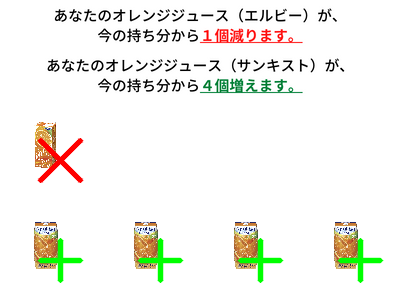 あなたのオレンジジュース（エルビー）が、
今の持ち分から１個減ります。
あなたのオレンジジュース（サンキスト）が、
今の持ち分から４個増えます。